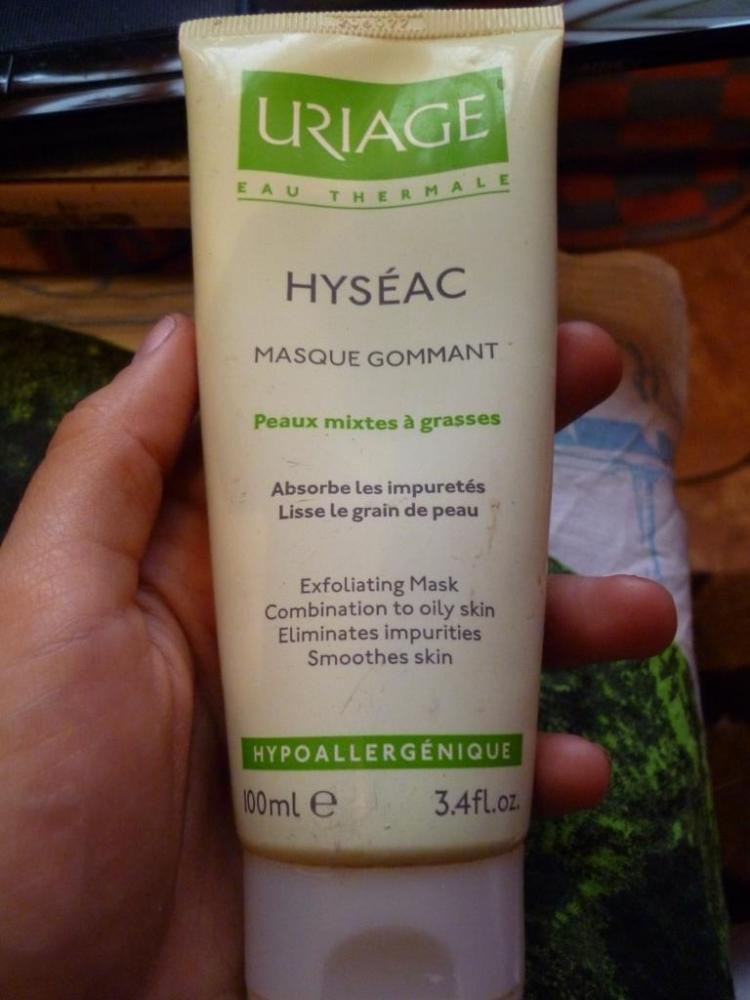 URIAGE
EAU THERMALE
HYSÉAC
MASQUE GOMMANT
Peaux mixtes à grasses
Absorbe les impuretés
Lisse le grain de peau
Exfoliating Mask
Combination to oily skin
Eliminates impurities
Smoothes skin
HYPOALLERGÉNIQUE
100ml e 3.4fl.oz.